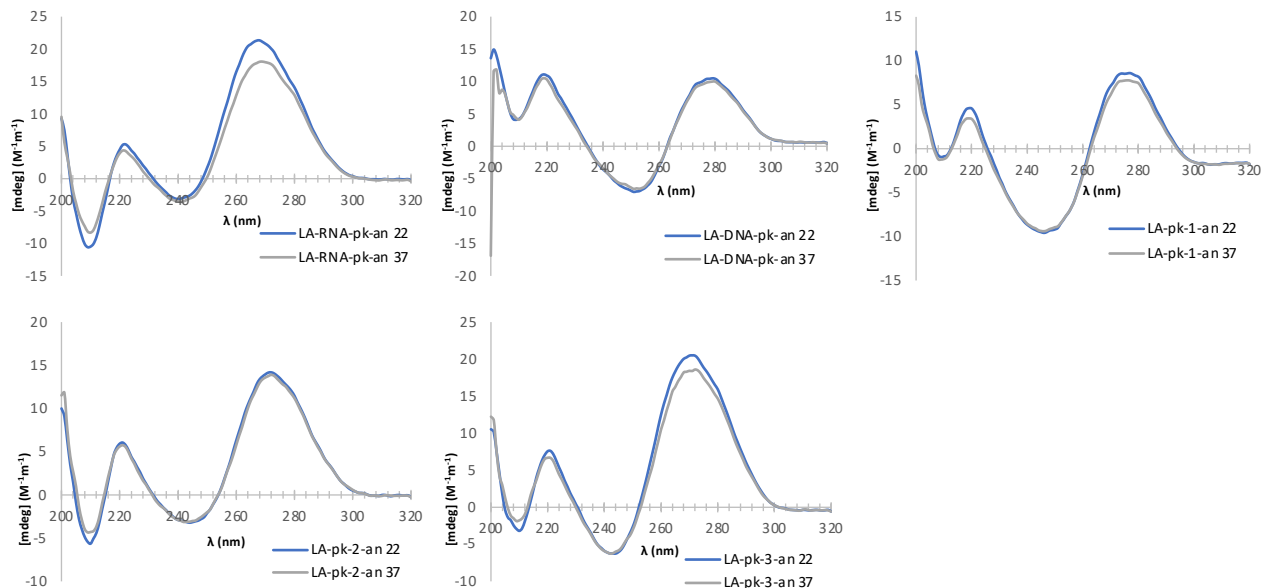 25
20
15
10
5
0
-5
-10
-15
200 220 240 260 280 300 320
[mdeg] (M-1m-1)
λ (nm)
LA-RNA-pk-an 22
LA-RNA-pk-an 37
20
15
10
5
0
-5
-10
-15
-20
200 220 240 260 280 300 320
[mdeg] (M-1m-1)
λ (nm)
LA-DNA-pk-an 22
LA-DNA-pk-an 37
15
10
5
0
-5
-10
-15
200 220 240 260 280 300 320
[mdeg] (M-1m-1)
λ (nm)
LA-pk-1-an 22
LA-pk-1-an 37
20
15
10
5
0
-5
-10
200 220 240 260 280 300 320
[mdeg] (M-1m-1)
λ (nm)
LA-pk-2-an 22
LA-pk-2-an 37
25
20
15
10
5
0
-5
-10
200 220 240 260 280 300 320
[mdeg] (M-1m-1)
λ (nm)
LA-pk-3-an 22
LA-pk-3-an 37